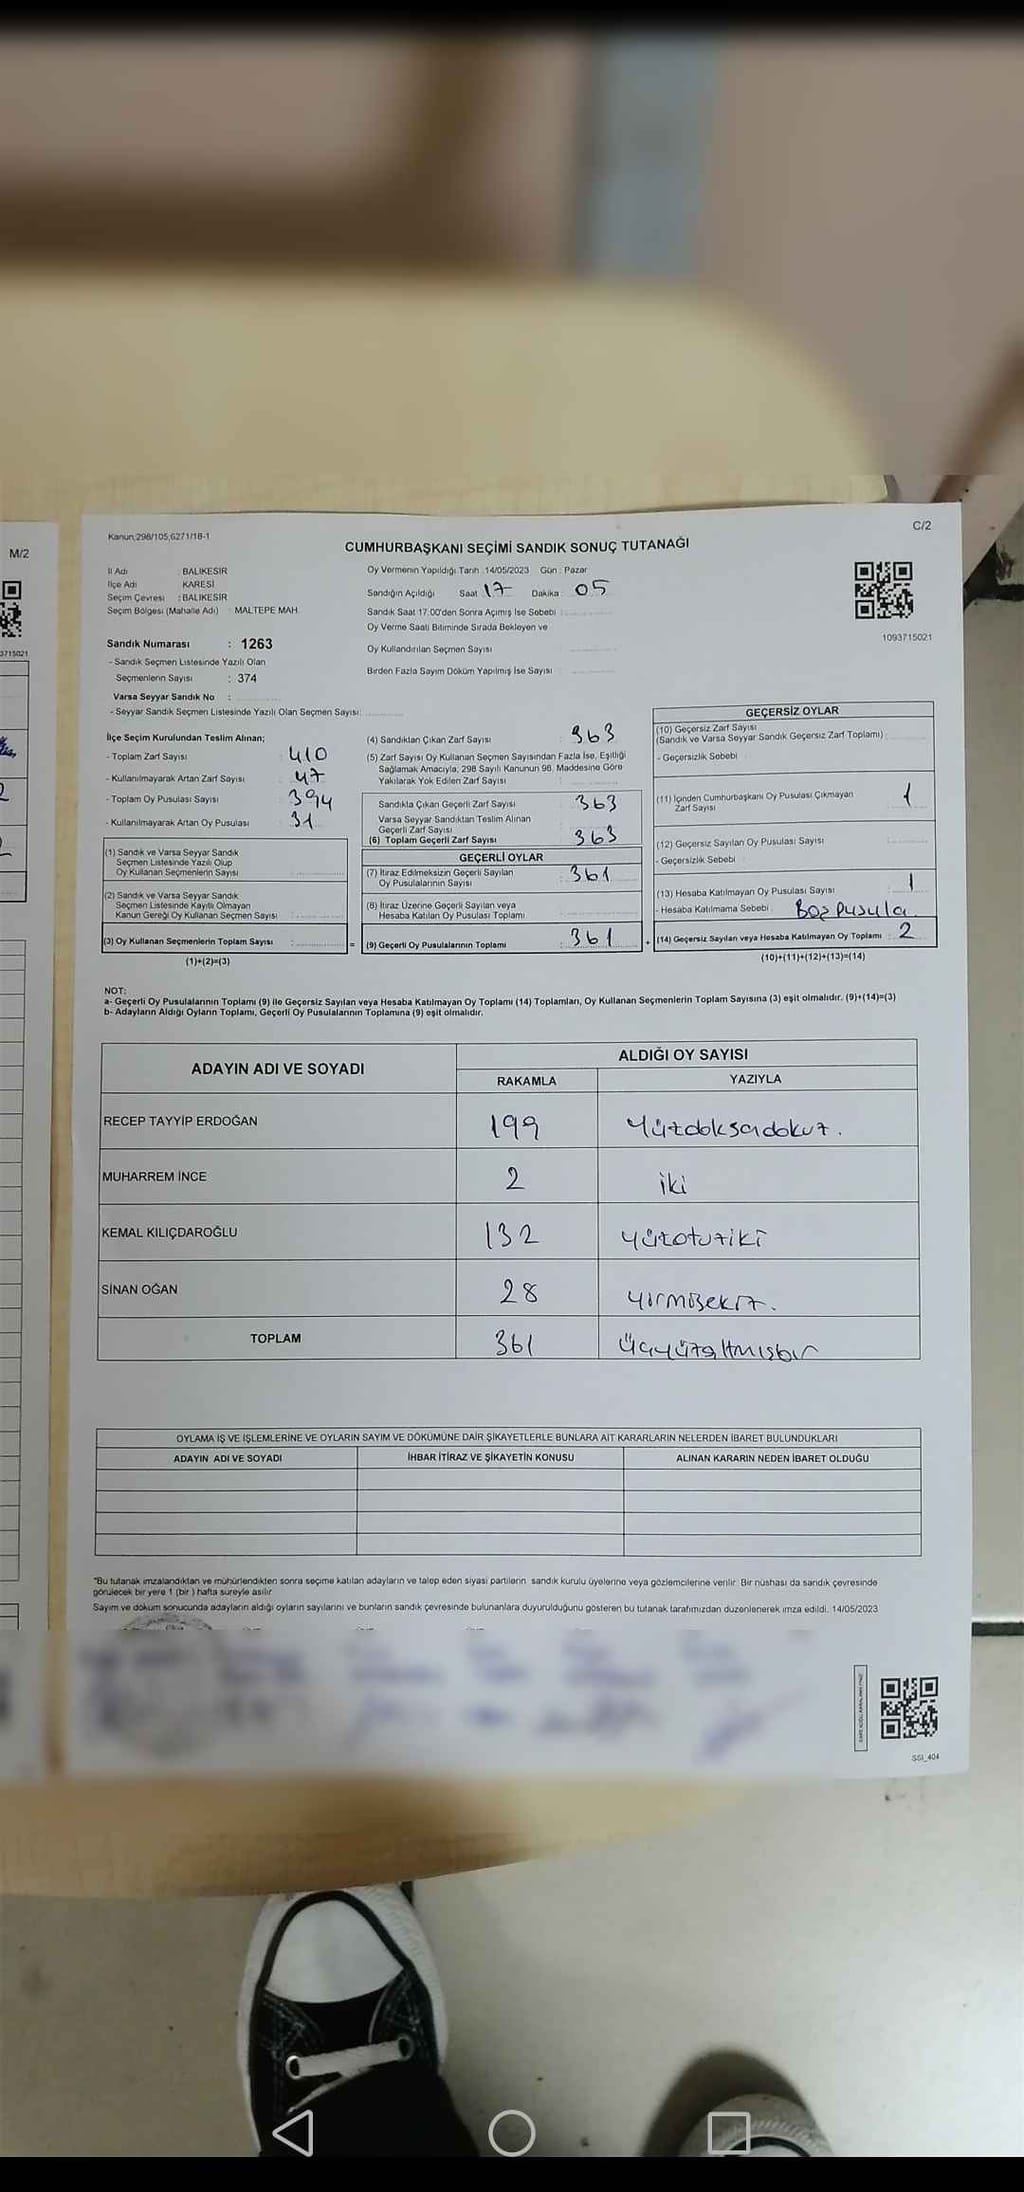 M/2
3715021
Kanun,298/105,6271/18-1
C/2
CUMHURBAŞKANI SEÇİMİ SANDIK SONUÇ TUTANAĞI
İl Adı BALIKESİR
İlçe Adı KARESİ
Seçim Çevresi : BALIKESİR
Seçim Bölgesi (Mahalle Adı) : MALTEPE MAH.
Oy Vermenin Yapıldığı Tarih :14/05/2023 Gün : Pazar
Sandığın Açıldığı Saat 17 Dakika : 05
Sandık Saat 17.00'den Sonra Açımış İse Sebebi :
Oy Verme Saati Bitiminde Sırada Bekleyen ve
Oy Kullandırılan Seçmen Sayısı
Birden Fazla Sayım Döküm Yapılmış İse Sayısı
1093715021
Sandık Numarası : 1263
- Sandık Seçmen Listesinde Yazılı Olan
Seçmenlerin Sayısı : 374
Varsa Seyyar Sandık No :
- Seyyar Sandık Seçmen Listesinde Yazılı Olan Seçmen Sayısı:
İlçe Seçim Kurulundan Teslim Alınan;
- Toplam Zarf Sayısı 410
- Kullanılmayarak Artan Zarf Sayısı 47
- Toplam Oy Pusulası Sayısı 394
- Kullanılmayarak Artan Oy Pusulası 31
(1) Sandık ve Varsa Seyyar Sandık
Seçmen Listesinde Yazılı Olup
Oy Kullanan Seçmenlerin Sayısı
(2) Sandık ve Varsa Seyyar Sandık
Seçmen Listesinde Kayıtlı Olmayan
Kanun Gereği Oy Kullanan Seçmen Sayısı
(3) Oy Kullanan Seçmenlerin Toplam Sayısı : =
(1)+(2)=(3)
(4) Sandıktan Çıkan Zarf Sayısı : 363
(5) Zarf Sayısı Oy Kullanan Seçmen Sayısından Fazla İse, Eşitliği
Sağlamak Amacıyla; 298 Sayılı Kanunun 98. Maddesine Göre
Yakılarak Yok Edilen Zarf Sayısı
Sandıkta Çıkan Geçerli Zarf Sayısı : 363
Varsa Seyyar Sandıktan Teslim Alınan
Geçerli Zarf Sayısı
(6) Toplam Geçerli Zarf Sayısı : 363
GEÇERLİ OYLAR
(7) İtiraz Edilmeksizin Geçerli Sayılan
Oy Pusulalarının Sayısı : 361
(8) İtiraz Üzerine Geçerli Sayılan veya
Hesaba Katılan Oy Pusulası Toplamı
(9) Geçerli Oy Pusulalarının Toplamı : 361 +
GEÇERSİZ OYLAR
(10) Geçersiz Zarf Sayısı
(Sandık ve Varsa Seyyar Sandık Geçersiz Zarf Toplamı) :
- Geçersizlik Sebebi
(11) İçinden Cumhurbaşkanı Oy Pusulası Çıkmayan
Zarf Sayısı 1
(12) Geçersiz Sayılan Oy Pusulası Sayısı :
- Geçersizlik Sebebi
(13) Hesaba Katılmayan Oy Pusulası Sayısı : 1
- Hesaba Katılmama Sebebi : Boş pusula
(14) Geçersiz Sayılan veya Hesaba Katılmayan Oy Toplamı : 2
(10)+(11)+(12)+(13)=(14)
NOT:
a- Geçerli Oy Pusulalarının Toplamı (9) ile Geçersiz Sayılan veya Hesaba Katılmayan Oy Toplamı (14) Toplamları, Oy Kullanan Seçmenlerin Toplam Sayısına (3) eşit olmalıdır. (9)+(14)=(3)
b- Adayların Aldığı Oyların Toplamı, Geçerli Oy Pusulalarının Toplamına (9) eşit olmalıdır.
ADAYIN ADI VE SOYADI ALDIĞI OY SAYISI
RAKAMLA YAZIYLA
RECEP TAYYİP ERDOĞAN 199 Yüzdoksandokuz.
MUHARREM İNCE 2 iki
KEMAL KILIÇDAROĞLU 132 yüzotuziki
SİNAN OĞAN 28 yirmisekiz.
TOPLAM 361 üçyüzaltmışbir
OYLAMA İŞ VE İŞLEMLERİNE VE OYLARIN SAYIM VE DÖKÜMÜNE DAİR ŞİKAYETLERLE BUNLARA AİT KARARLARIN NELERDEN İBARET BULUNDUKLARI
ADAYIN ADI VE SOYADI İHBAR İTİRAZ VE ŞİKAYETİN KONUSU ALINAN KARARIN NEDEN İBARET OLDUĞU
"Bu tutanak imzalandıktan ve mühürlendikten sonra seçime katılan adayların ve talep eden siyasi partilerin sandık kurulu üyelerine veya gözlemcilerine verilir. Bir nüshası da sandık çevresinde
görülecek bir yere 1 (bir) hafta süreyle asılır.
Sayım ve döküm sonucunda adayların aldığı oyların sayılarını ve bunların sandık çevresinde bulunanlara duyurulduğunu gösteren bu tutanak tarafımızdan düzenlenerek imza edildi. 14/05/2023
SSI_404